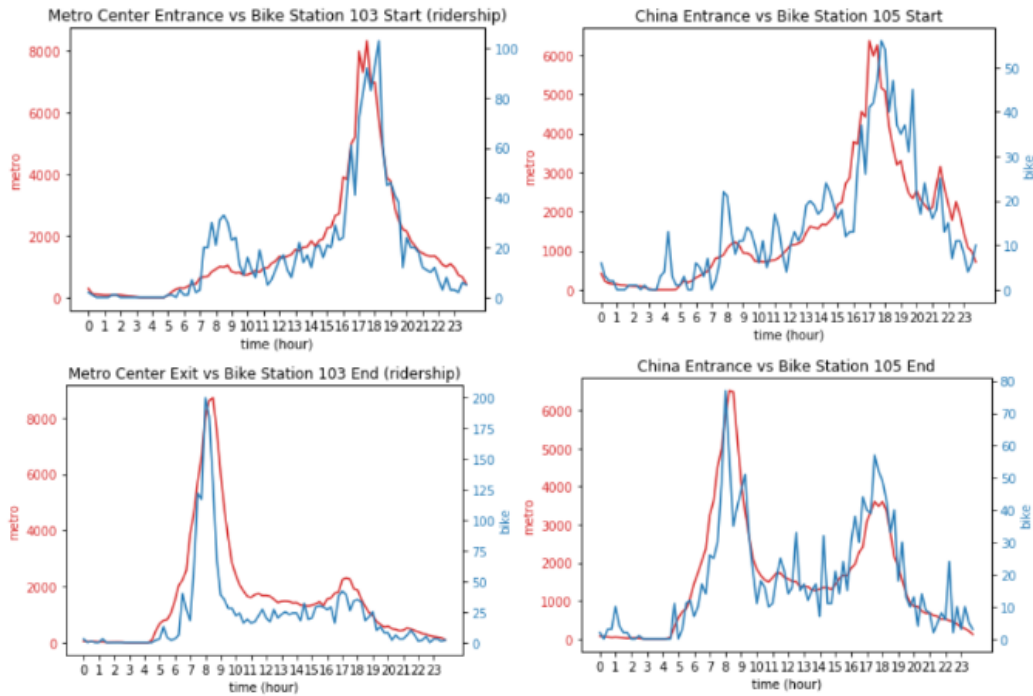 Metro Center Entrance vs Bike Station 103 Start (ridership)
metro
8000
6000
4000
2000
0
100
80
60
40
20
0
0 1 2 3 4 5 6 7 8 9 10 11 12 13 14 15 16 17 18 19 20 21 22 23
time (hour)
China Entrance vs Bike Station 105 Start
metro
6000
5000
4000
3000
2000
1000
0
50
40
30
20
10
0
bike
0 1 2 3 4 5 6 7 8 9 10 11 12 13 14 15 16 17 18 19 20 21 22 23
time (hour)
Metro Center Exit vs Bike Station 103 End (ridership)
metro
8000
6000
4000
2000
0
200
175
150
125
100
75
50
25
0
bike
0 1 2 3 4 5 6 7 8 9 10 11 12 13 14 15 16 17 18 19 20 21 22 23
time (hour)
China Entrance vs Bike Station 105 End
metro
6000
5000
4000
3000
2000
1000
0
80
70
60
50
40
30
20
10
0
bike
0 1 2 3 4 5 6 7 8 9 10 11 12 13 14 15 16 17 18 19 20 21 22 23
time (hour)